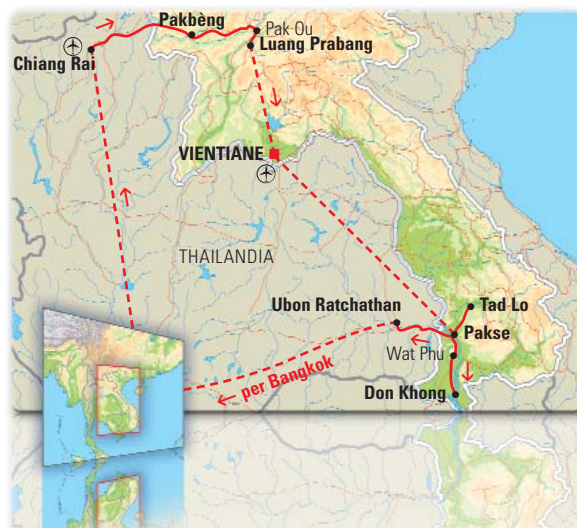 Pakbèng
Pak Ou
Luang Prabang
Chiang Rai
VIENTIANE
THAILANDIA
Ubon Ratchathan
Tad Lo
Pakse
Wat Phu
Don Khong
per Bangkok